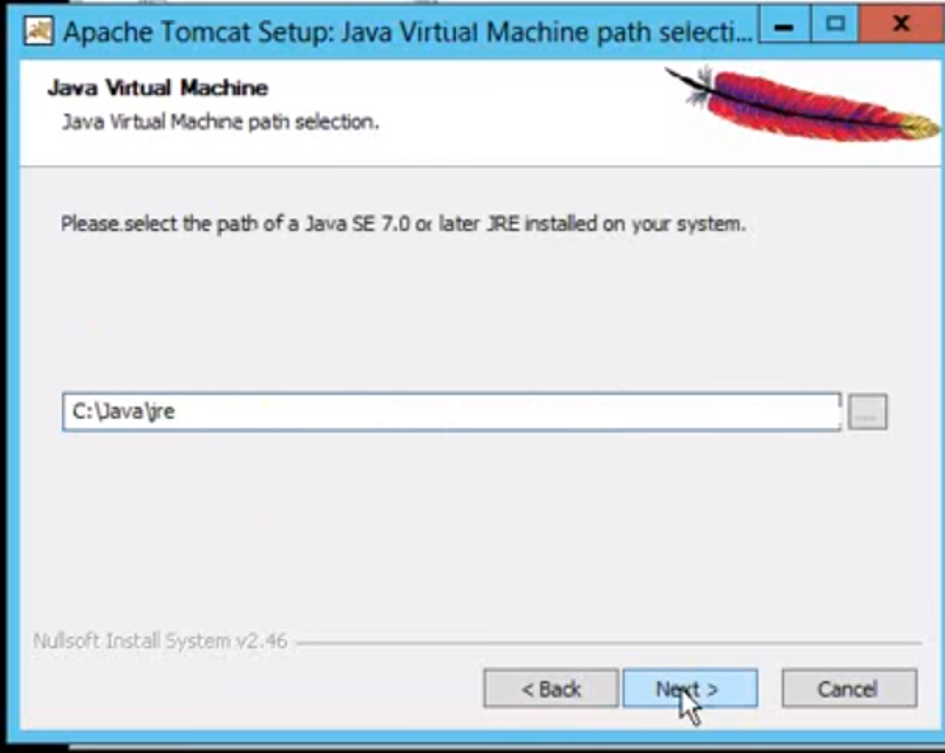 Apache Tomcat Setup: Java Virtual Machine path selecti...
Java Virtual Machine
Java Virtual Machine path selection.
Please select the path of a Java SE 7.0 or later JRE installed on your system.
C:\Java\jre
...
Nullsoft Install System v2.46
< Back
Next >
Cancel